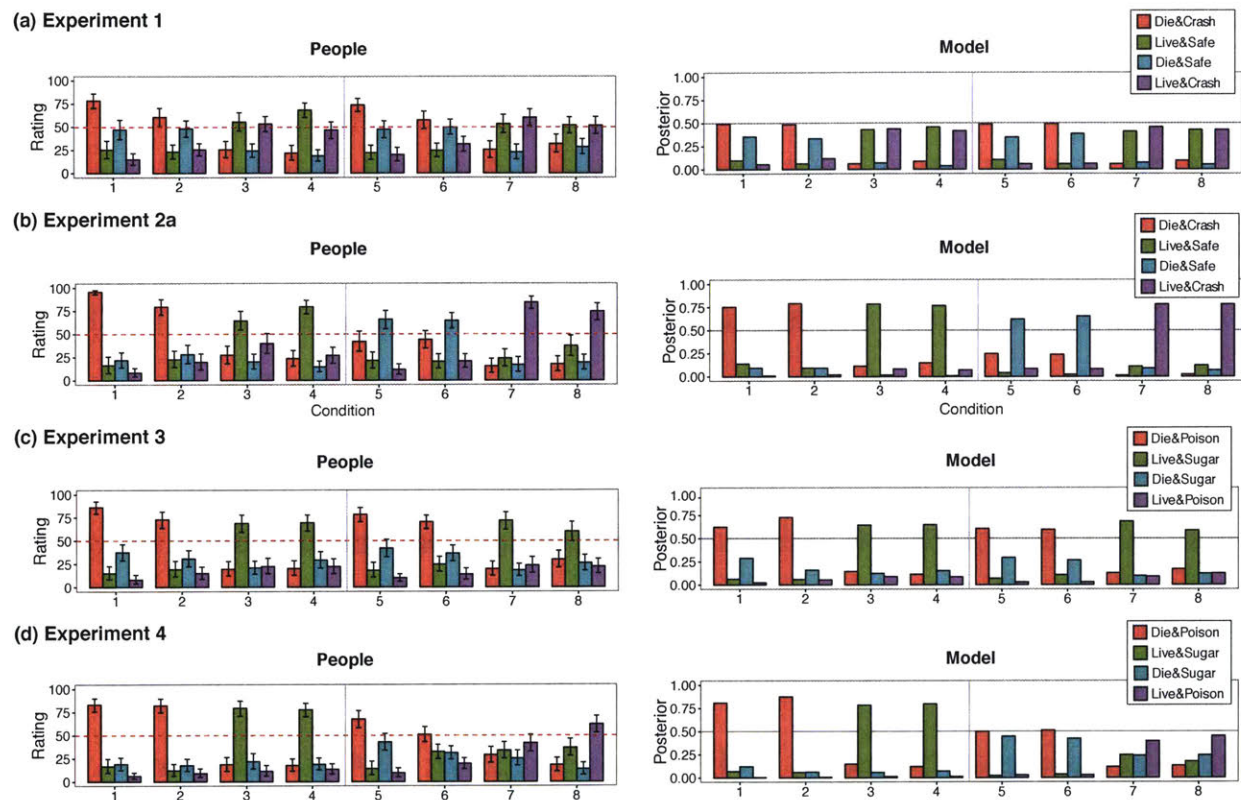 (a) Experiment 1
People
Model
Die&Crash
Live&Safe
Die&Safe
Live&Crash
Rating
100
75
50
25
0
1 2 3 4 5 6 7 8
Posterior
1.00
0.75
0.50
0.25
0.00
1 2 3 4 5 6 7 8
(b) Experiment 2a
People
Model
Die&Crash
Live&Safe
Die&Safe
Live&Crash
Rating
100
75
50
25
0
1 2 3 4 5 6 7 8
Condition
Posterior
1.00
0.75
0.50
0.25
0.00
1 2 3 4 5 6 7 8
(c) Experiment 3
People
Model
Die&Poison
Live&Sugar
Die&Sugar
Live&Poison
Rating
100
75
50
25
0
1 2 3 4 5 6 7 8
Posterior
1.00
0.75
0.50
0.25
0.00
1 2 3 4 5 6 7 8
(d) Experiment 4
People
Model
Die&Poison
Live&Sugar
Die&Sugar
Live&Poison
Rating
100
75
50
25
0
1 2 3 4 5 6 7 8
Posterior
1.00
0.75
0.50
0.25
0.00
1 2 3 4 5 6 7 8